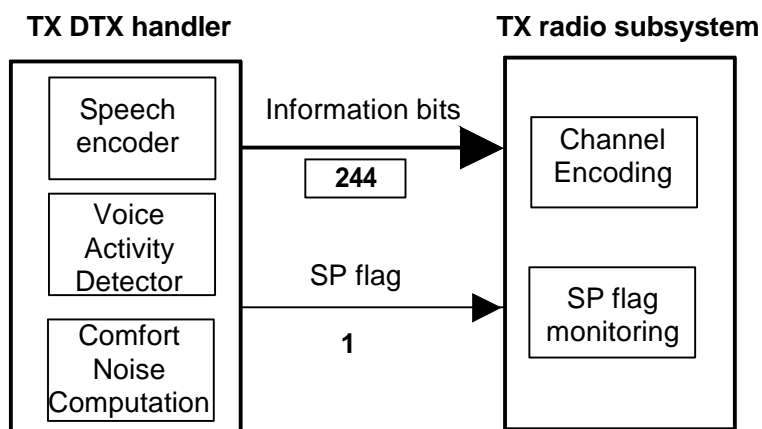 TX DTX handler
TX radio subsystem
Speech
encoder
Information bits
244
Channel
Encoding
Voice
Activity
Detector
SP flag
1
SP flag
monitoring
Comfort
Noise
Computation